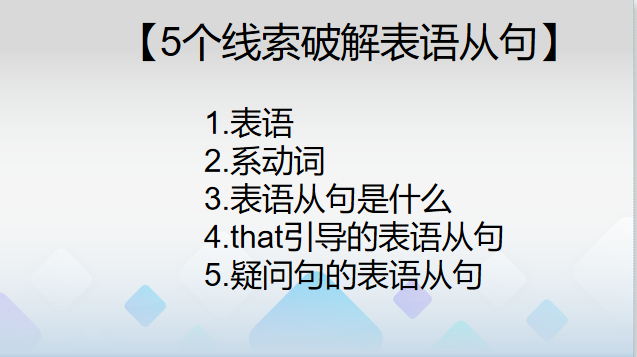 【5个线索破解表语从句】
1.表语
2.系动词
3.表语从句是什么
4.that引导的表语从句
5.疑问句的表语从句